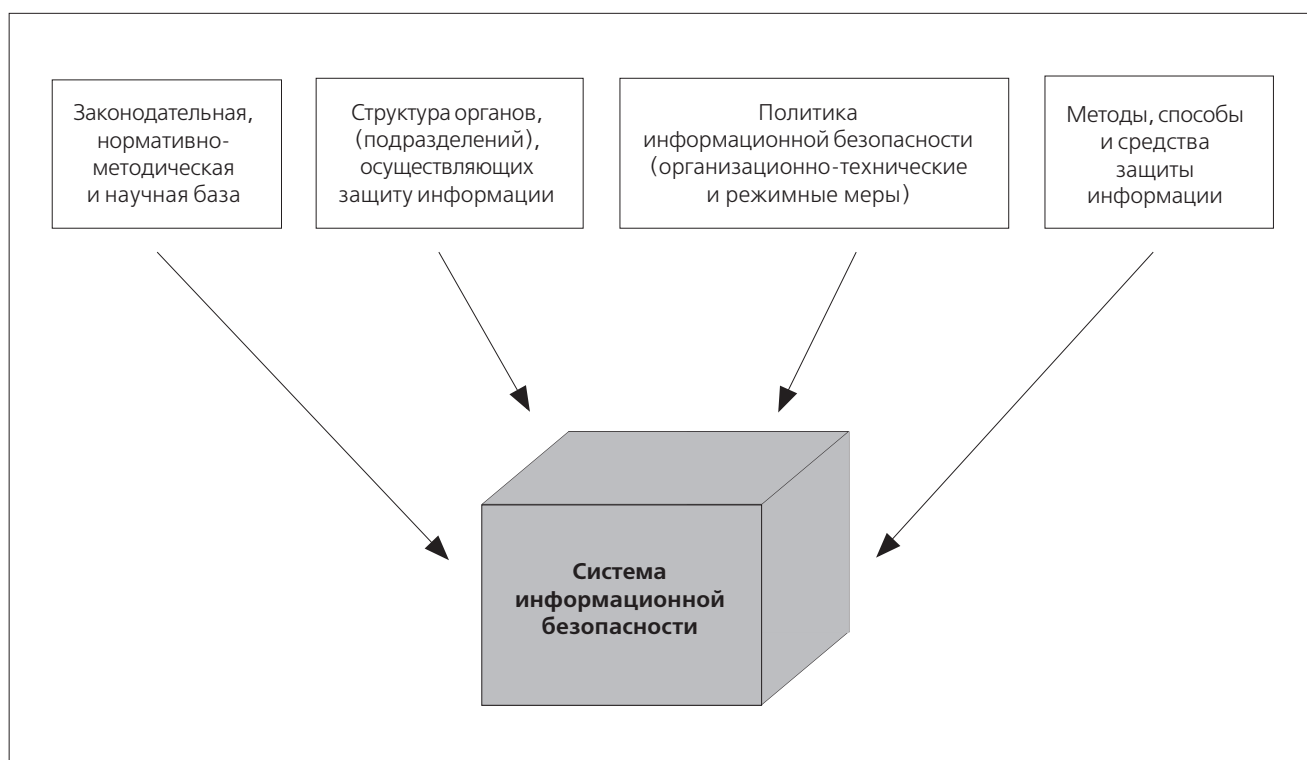 Законодательная,
нормативно-
методическая
и научная база
Структура органов,
(подразделений),
осуществляющих
защиту информации
Политика
информационной безопасности
(организационно-технические
и режимные меры)
Методы, способы
и средства
защиты
информации
Система
информационной
безопасности